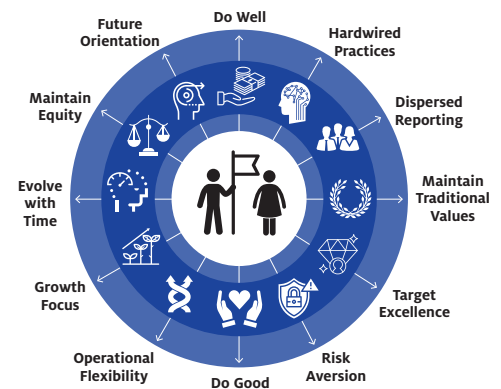 Do Well
Hardwired
Practices
Dispersed
Reporting
Maintain
Traditional
Values
Target
Excellence
Risk
Aversion
Do Good
Operational
Flexibility
Growth
Focus
Evolve
with
Time
Maintain
Equity
Future
Orientation